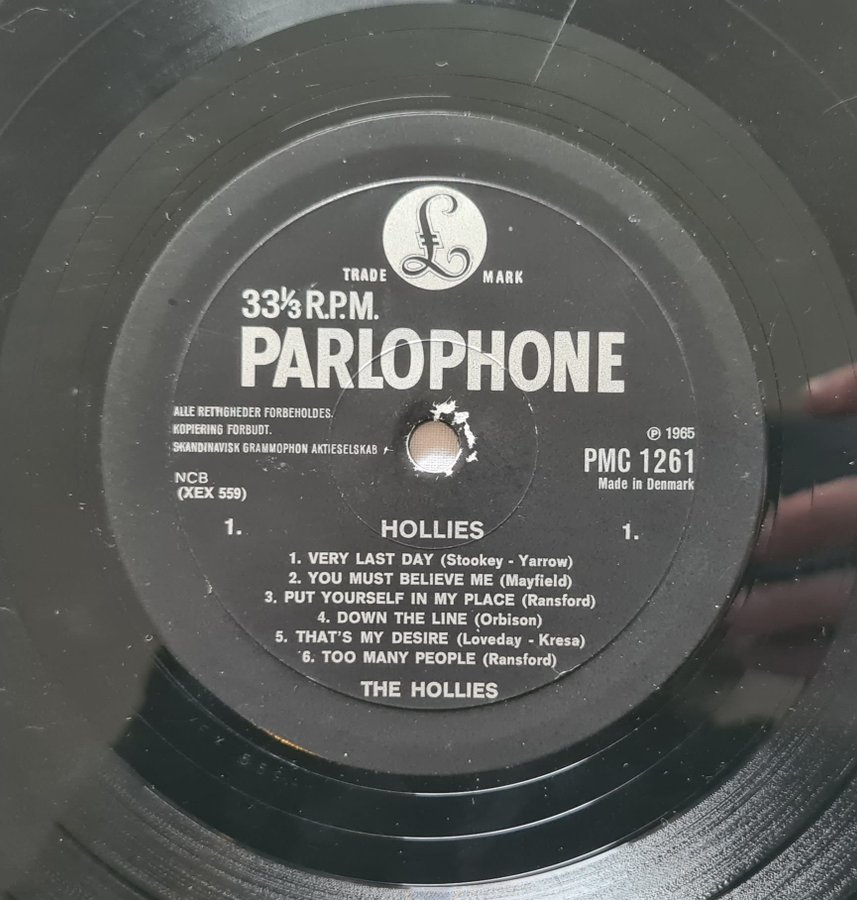 £
TRADE MARK
33⅓ R.P.M.
PARLOPHONE
ALLE RETTIGHEDER FORBEHOLDES.
KOPIERING FORBUDT.
SKANDINAVISK GRAMMOPHON AKTIESELSKAB
℗ 1965
PMC 1261
Made in Denmark
NCB
(XEX 559)
1. HOLLIES 1.
1. VERY LAST DAY (Stookey - Yarrow)
2. YOU MUST BELIEVE ME (Mayfield)
3. PUT YOURSELF IN MY PLACE (Ransford)
4. DOWN THE LINE (Orbison)
5. THAT'S MY DESIRE (Loveday - Kresa)
6. TOO MANY PEOPLE (Ransford)
THE HOLLIES